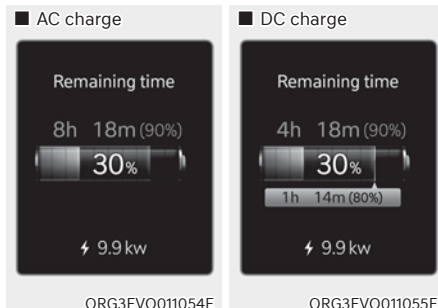 ■ AC charge
Remaining time
8h 18m (90%)
30%
9.9 kw
ORG3EVQ011054E
■ DC charge
Remaining time
4h 18m (90%)
30%
1h 14m (80%)
9.9 kw
ORG3EVQ011055E